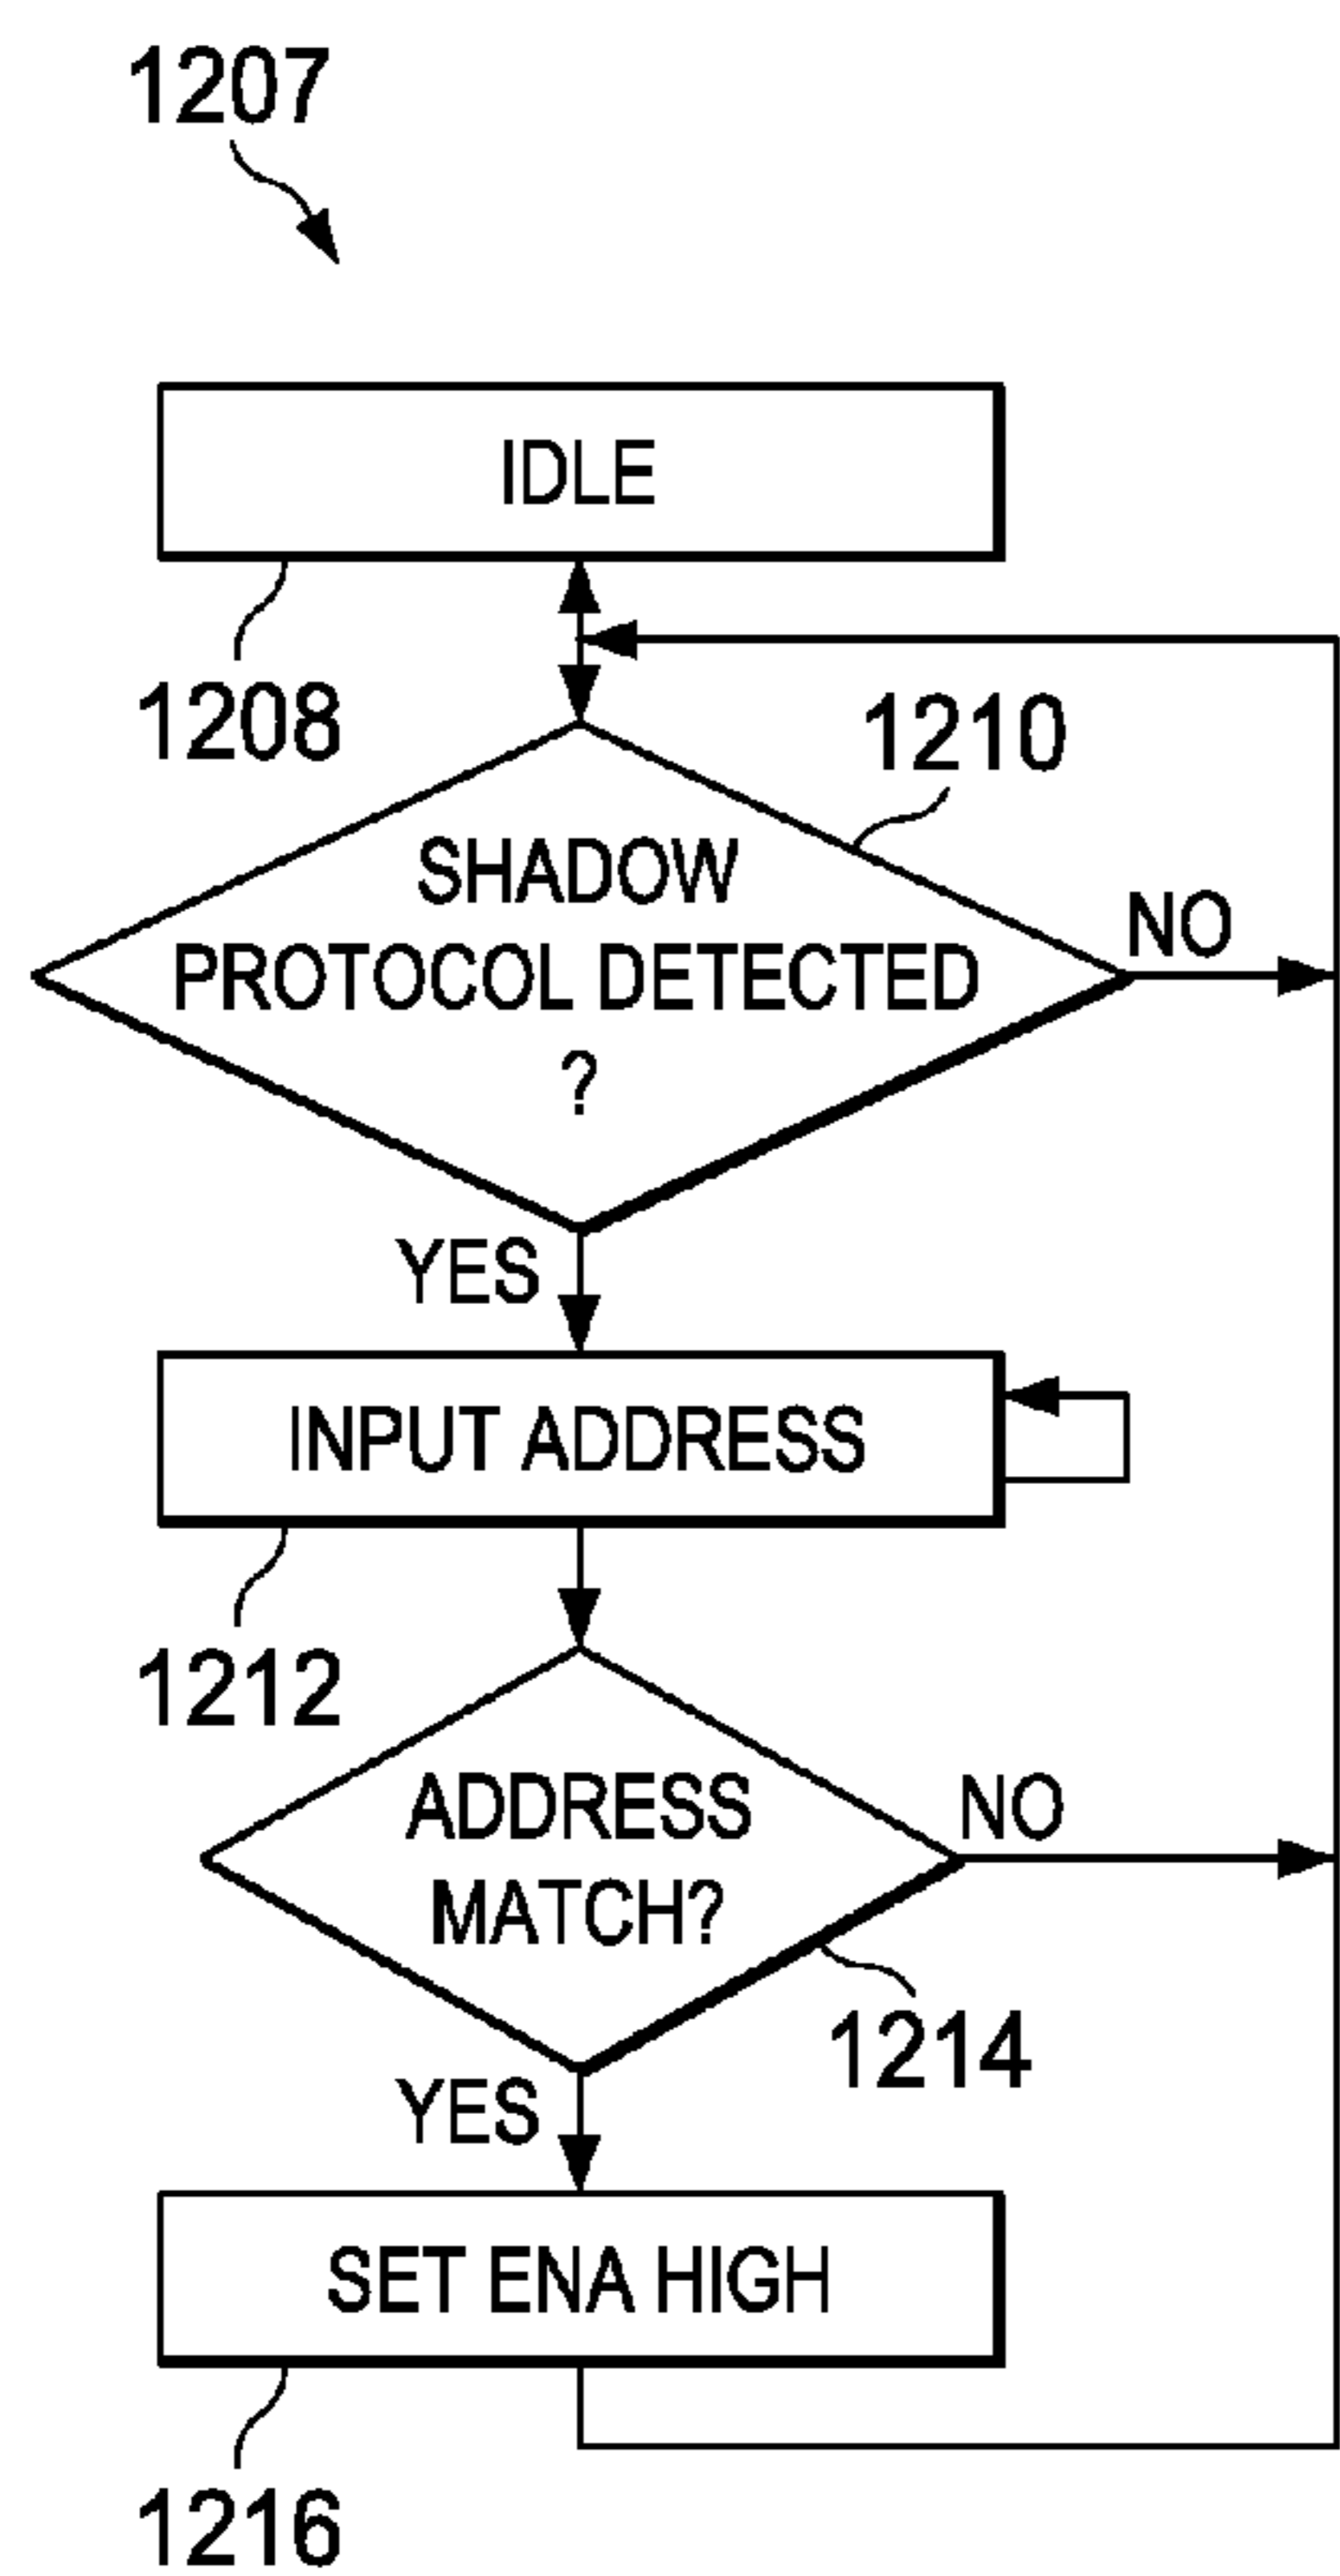 1207
IDLE
1208
1210
SHADOW
PROTOCOL DETECTED
?
NO
YES
INPUT ADDRESS
1212
ADDRESS
MATCH?
NO
1214
YES
SET ENA HIGH
1216